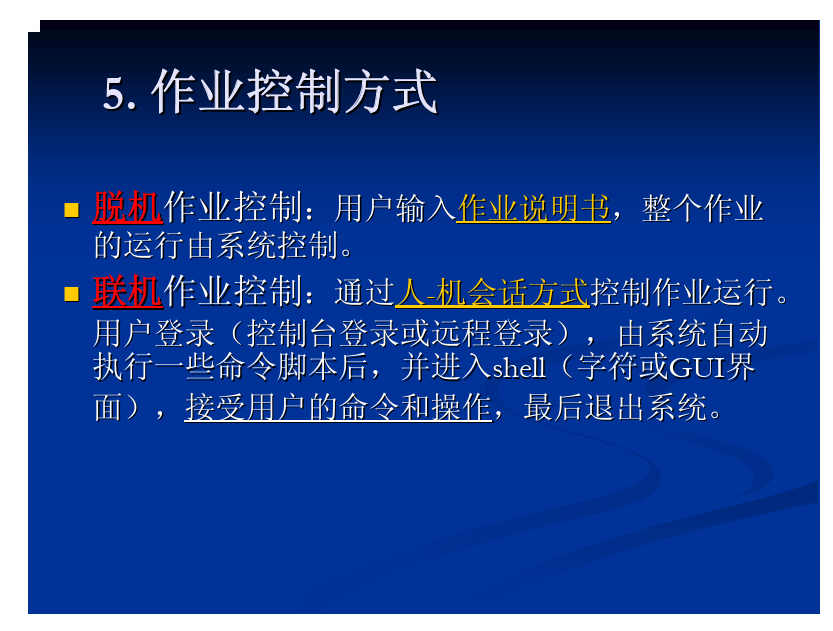 5. 作业控制方式
脱机作业控制：用户输入作业说明书，整个作业
的运行由系统控制。
联机作业控制：通过人-机会话方式控制作业运行。
用户登录（控制台登录或远程登录），由系统自动
执行一些命令脚本后，并进入shell（字符或GUI界
面），接受用户的命令和操作，最后退出系统。